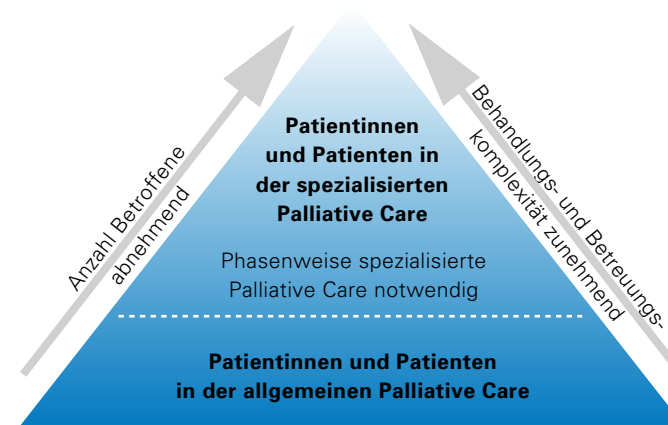 Anzahl Betroffene
abnehmend
Patientinnen
und Patienten in
der spezialisierten
Palliative Care
Phasenweise spezialisierte
Palliative Care notwendig
Patientinnen und Patienten
in der allgemeinen Palliative Care
Behandlungs- und Betreuungs-
komplexität zunehmend